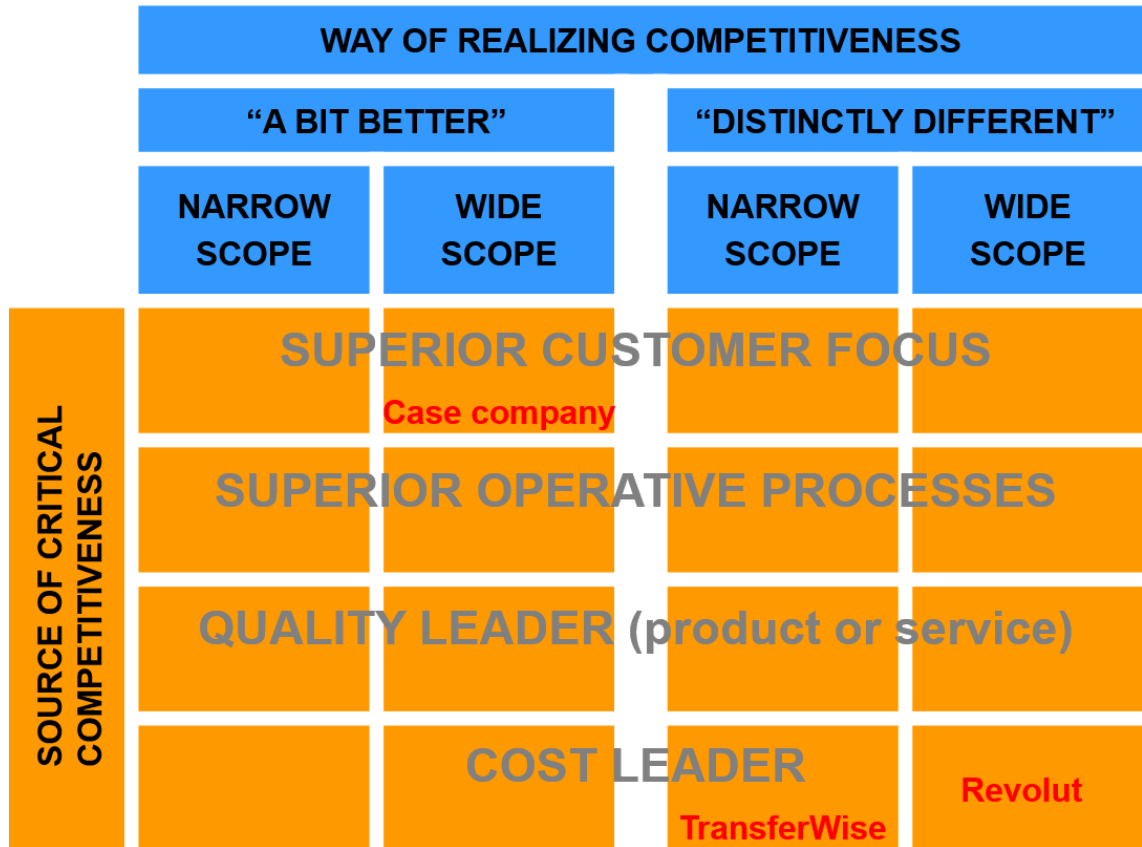 WAY OF REALIZING COMPETITIVENESS
“A BIT BETTER”
“DISTINCTLY DIFFERENT”
NARROW
SCOPE
WIDE
SCOPE
NARROW
SCOPE
WIDE
SCOPE
SOURCE OF CRITICAL
COMPETITIVENESS
SUPERIOR CUSTOMER FOCUS
Case company
SUPERIOR OPERATIVE PROCESSES
QUALITY LEADER (product or service)
COST LEADER
Revolut
TransferWise